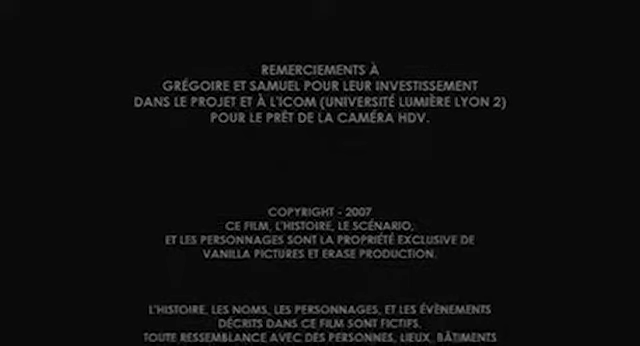 REMERCIEMENTS À
GRÉGOIRE ET SAMUEL POUR LEUR INVESTISSEMENT
DANS LE PROJET ET À L'ICOM (UNIVERSITÉ LUMIÈRE LYON 2)
POUR LE PRÊT DE LA CAMÉRA HDV.
COPYRIGHT - 2007
CE FILM, L'HISTOIRE, LE SCÉNARIO,
ET LES PERSONNAGES SONT LA PROPRIÉTÉ EXCLUSIVE DE
VANILLA PICTURES ET ERASE PRODUCTION.
L'HISTOIRE, LES NOMS, LES PERSONNAGES, ET LES ÉVÈNEMENTS
DÉCRITS DANS CE FILM SONT FICTIFS.
TOUTE RESSEMBLANCE AVEC DES PERSONNES, LIEUX, BÂTIMENTS